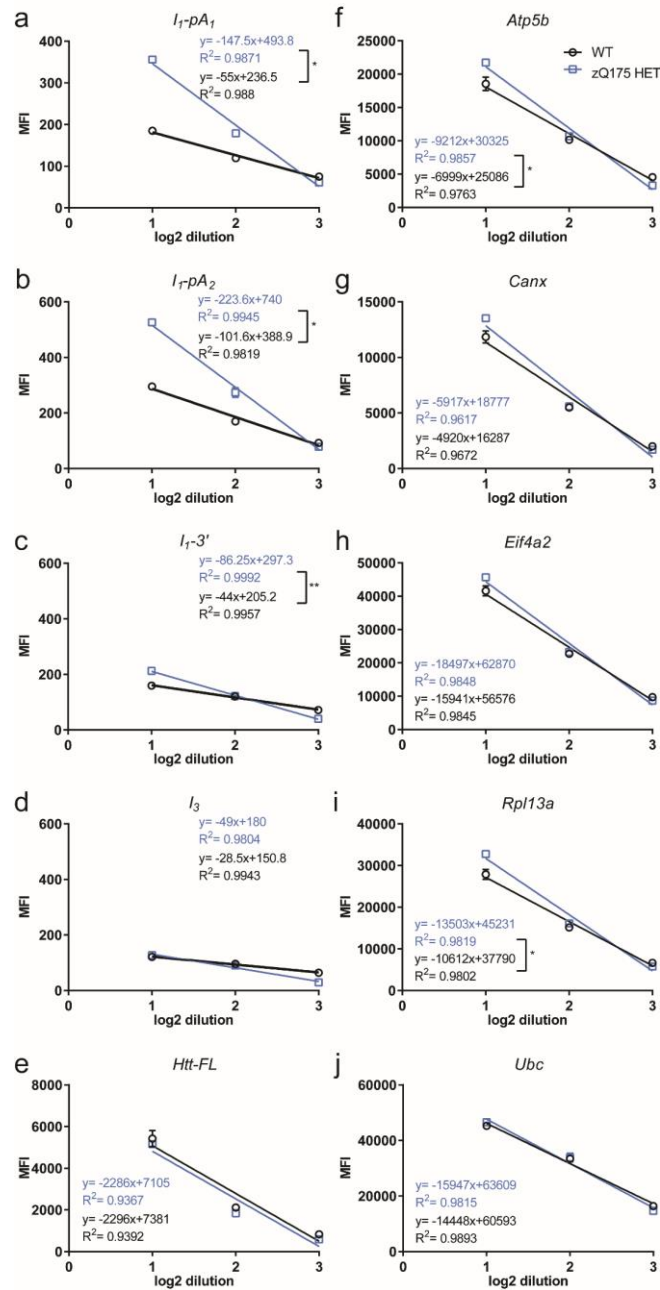 a
I₁-pA₁
MFI
400
300
200
100
0
y= -147.5x+493.8
R²= 0.9871
y= -55x+236.5
R²= 0.988
*
0 1 2 3
log2 dilution
b
I₁-pA₂
MFI
600
400
200
0
y= -223.6x+740
R²= 0.9945
y= -101.6x+388.9
R²= 0.9819
*
0 1 2 3
log2 dilution
c
I₁-3'
MFI
600
400
200
0
y= -86.25x+297.3
R²= 0.9992
y= -44x+205.2
R²= 0.9957
**
0 1 2 3
log2 dilution
d
I₃
MFI
600
400
200
0
y= -49x+180
R²= 0.9804
y= -28.5x+150.8
R²= 0.9943
0 1 2 3
log2 dilution
e
Htt-FL
MFI
8000
6000
4000
2000
0
y= -2286x+7105
R²= 0.9367
y= -2296x+7381
R²= 0.9392
0 1 2 3
log2 dilution
f
Atp5b
WT
zQ175 HET
MFI
25000
20000
15000
10000
5000
0
y= -9212x+30325
R²= 0.9857
y= -6999x+25086
R²= 0.9763
*
0 1 2 3
log2 dilution
g
Canx
MFI
15000
10000
5000
0
y= -5917x+18777
R²= 0.9617
y= -4920x+16287
R²= 0.9672
0 1 2 3
log2 dilution
h
Eif4a2
MFI
50000
40000
30000
20000
10000
0
y= -18497x+62870
R²= 0.9848
y= -15941x+56576
R²= 0.9845
0 1 2 3
log2 dilution
i
Rpl13a
MFI
40000
30000
20000
10000
0
y= -13503x+45231
R²= 0.9819
y= -10612x+37790
R²= 0.9802
*
0 1 2 3
log2 dilution
j
Ubc
MFI
60000
40000
20000
0
y= -15947x+63609
R²= 0.9815
y= -14448x+60593
R²= 0.9893
0 1 2 3
log2 dilution